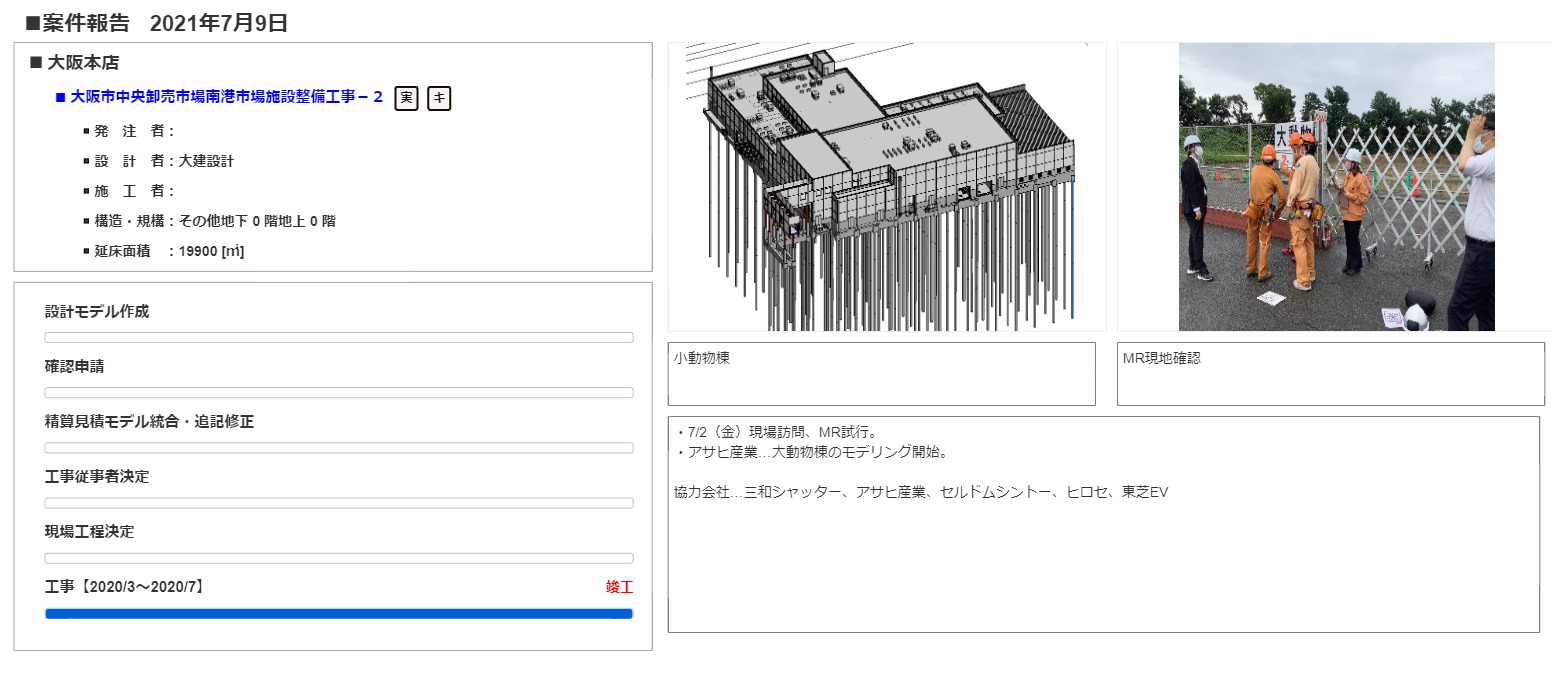 ■案件報告　2021年7月9日
■ 大阪本店
■ 大阪市中央卸売市場南港市場施設整備工事－２ 実 キ
▪ 発　注　者：
▪ 設　計　者：大建設計
▪ 施　工　者：
▪ 構造・規構：その他地下 0 階地上 0 階
▪ 延床面積　：19900 [㎡]
設計モデル作成
確認申請
精算見積モデル統合・追記修正
工事従事者決定
現場工程決定
工事【2020/3～2020/7】 竣工
大動物
小動物棟
MR現地確認
・7/2（金）現場訪問、MR試行。
・アサヒ産業…大動物棟のモデリング開始。
協力会社…三和シャッター、アサヒ産業、セルドムシントー、ヒロセ、東芝EV